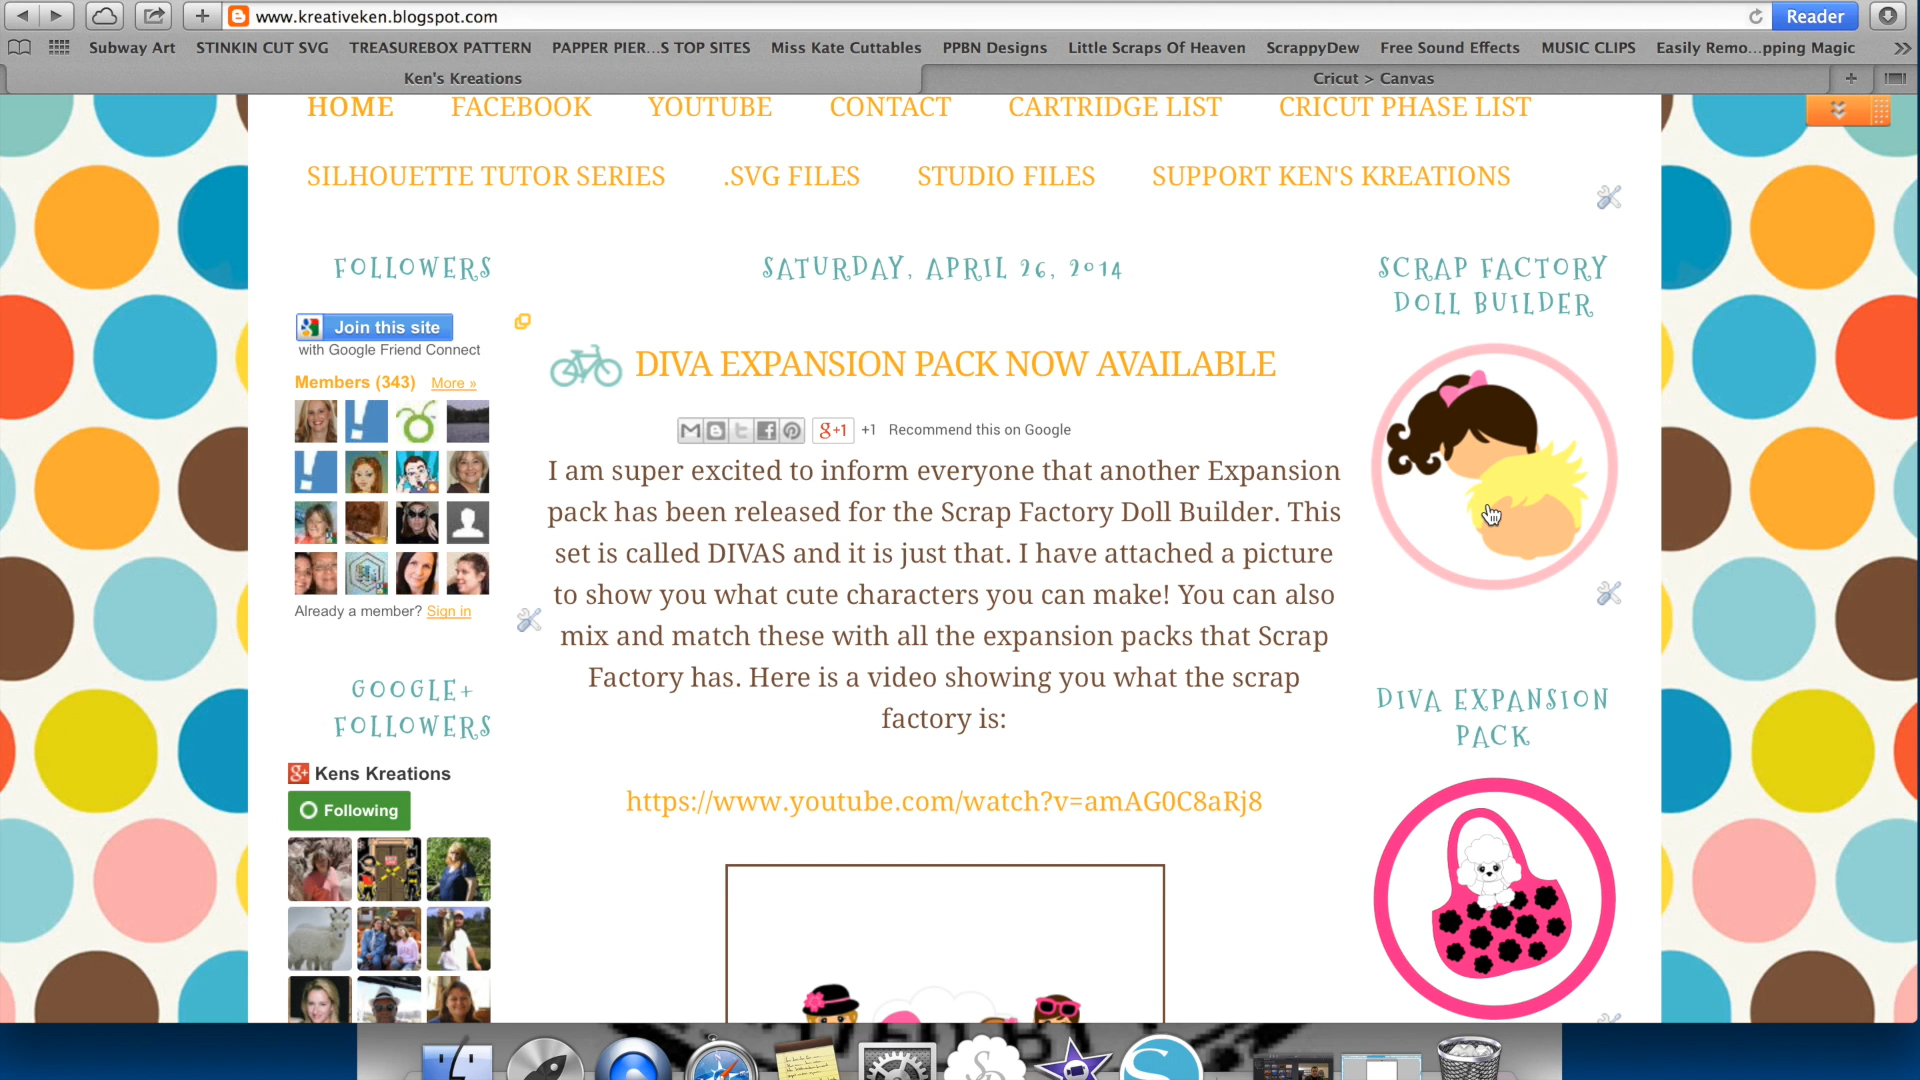 www.kreativeken.blogspot.com
Reader
Subway Art
STINKIN CUT SVG
TREASUREBOX PATTERN
PAPPER PIER...S TOP SITES
Miss Kate Cuttables
PPBN Designs
Little Scraps Of Heaven
ScrappyDew
Free Sound Effects
MUSIC CLIPS
Easily Remo...pping Magic
Ken's Kreations
Cricut > Canvas
HOME
FACEBOOK
YOUTUBE
CONTACT
CARTRIDGE LIST
CRICUT PHASE LIST
SILHOUETTE TUTOR SERIES
.SVG FILES
STUDIO FILES
SUPPORT KEN'S KREATIONS
FOLLOWERS
Join this site
with Google Friend Connect
Members (343)
More »
Already a member? Sign in
GOOGLE+
FOLLOWERS
Kens Kreations
Following
SATURDAY, APRIL 26, 2014
DIVA EXPANSION PACK NOW AVAILABLE
g+1
+1 Recommend this on Google
I am super excited to inform everyone that another Expansion
pack has been released for the Scrap Factory Doll Builder. This
set is called DIVAS and it is just that. I have attached a picture
to show you what cute characters you can make! You can also
mix and match these with all the expansion packs that Scrap
Factory has. Here is a video showing you what the scrap
factory is:
https://www.youtube.com/watch?v=amAG0C8aRj8
SCRAP FACTORY
DOLL BUILDER
DIVA EXPANSION
PACK